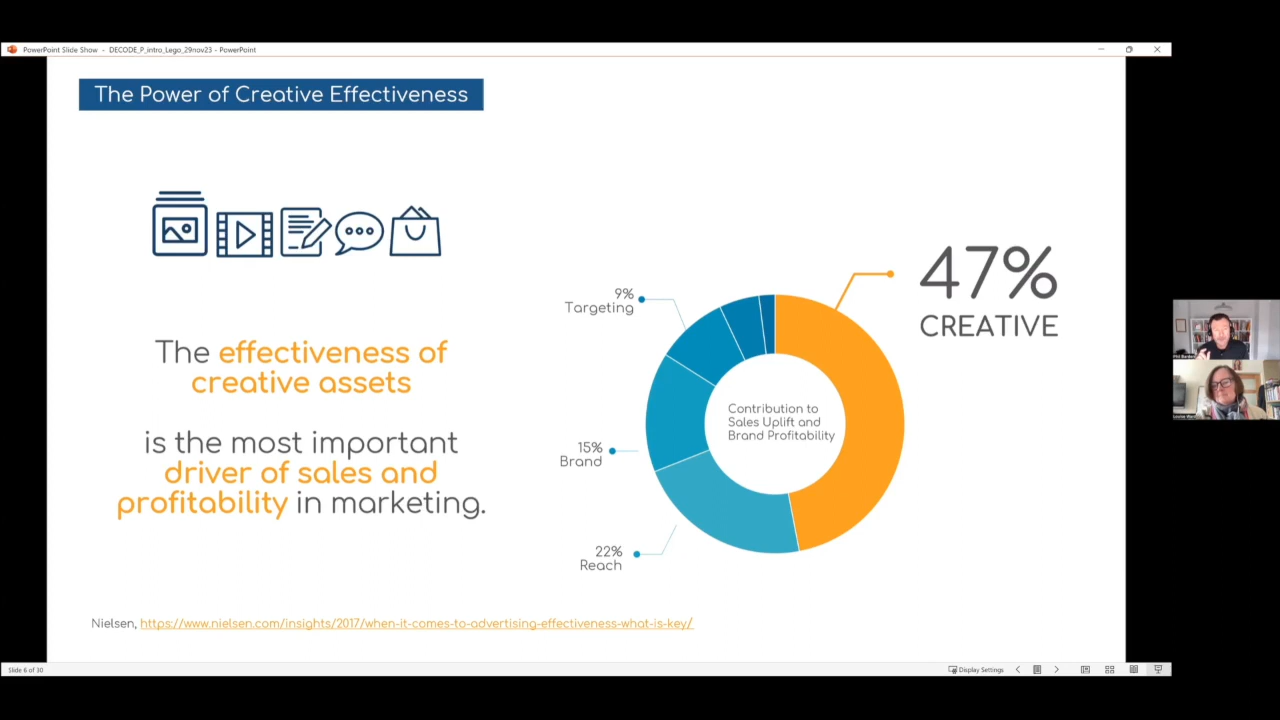 PowerPoint Slide Show - DECODE_P_intro_Lego_29nov23 - PowerPoint
The Power of Creative Effectiveness
The effectiveness of
creative assets
is the most important
driver of sales and
profitability in marketing.
9%
Targeting
15%
Brand
22%
Reach
Contribution to
Sales Uplift and
Brand Profitability
47%
CREATIVE
Nielsen, https://www.nielsen.com/insights/2017/when-it-comes-to-advertising-effectiveness-what-is-key/
Slide 6 of 30
Display Settings
Phil Barden